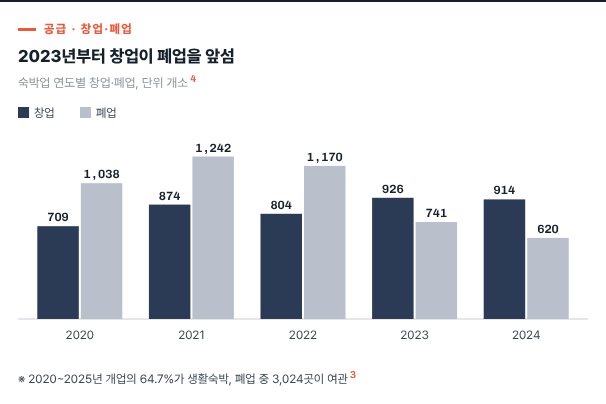 공급 · 창업·폐업
2023년부터 창업이 폐업을 앞섬
숙박업 연도별 창업·폐업, 단위 개소 4
창업 폐업
709 1,038 874 1,242 804 1,170 926 741 914 620
2020 2021 2022 2023 2024
※ 2020~2025년 개업의 64.7%가 생활숙박, 폐업 중 3,024곳이 여관 3